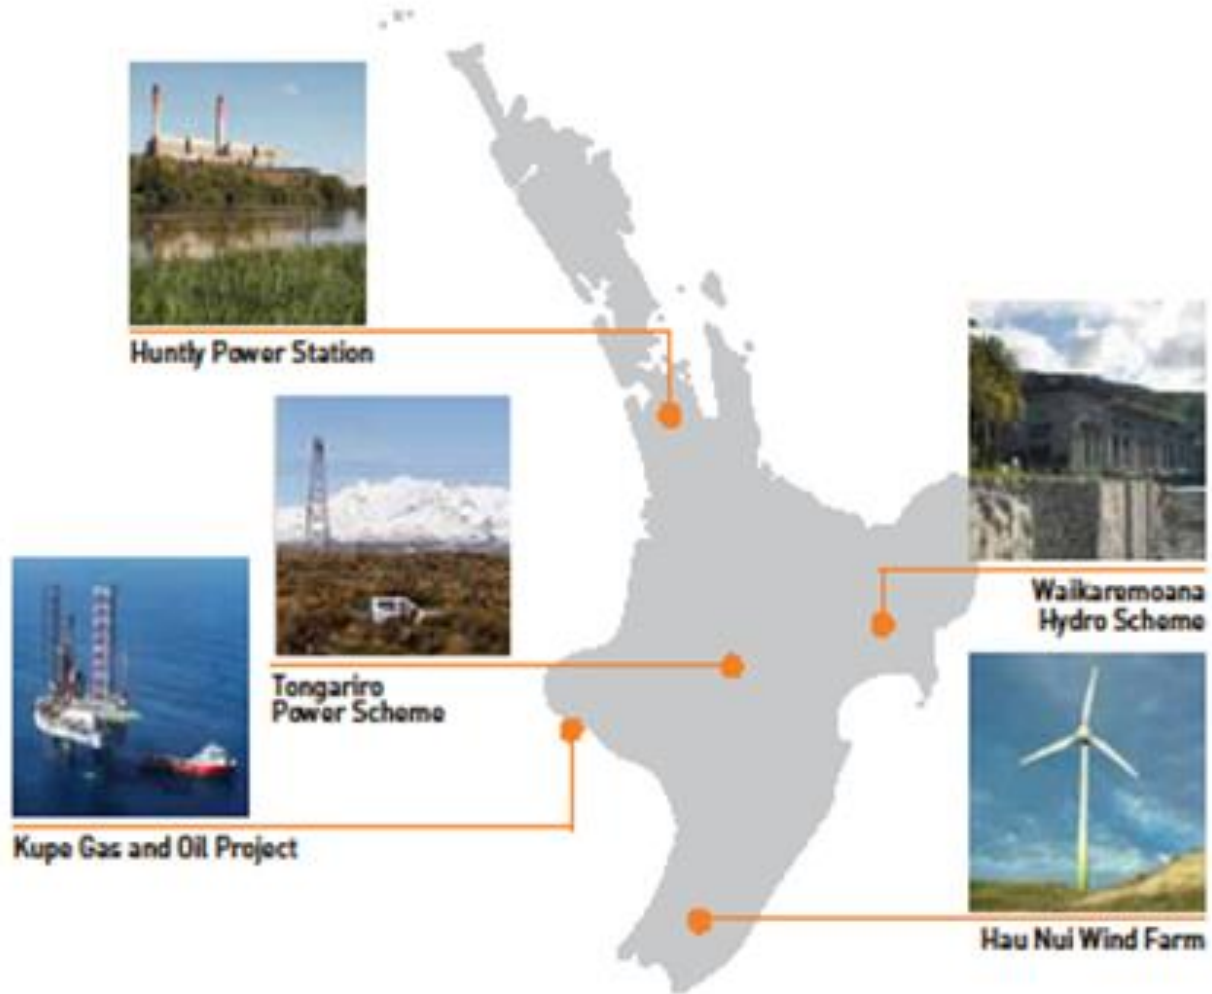 Huntly Power Station
Waikaremoana
Hydro Scheme
Tongariro
Power Scheme
Kupe Gas and Oil Project
Hau Nui Wind Farm